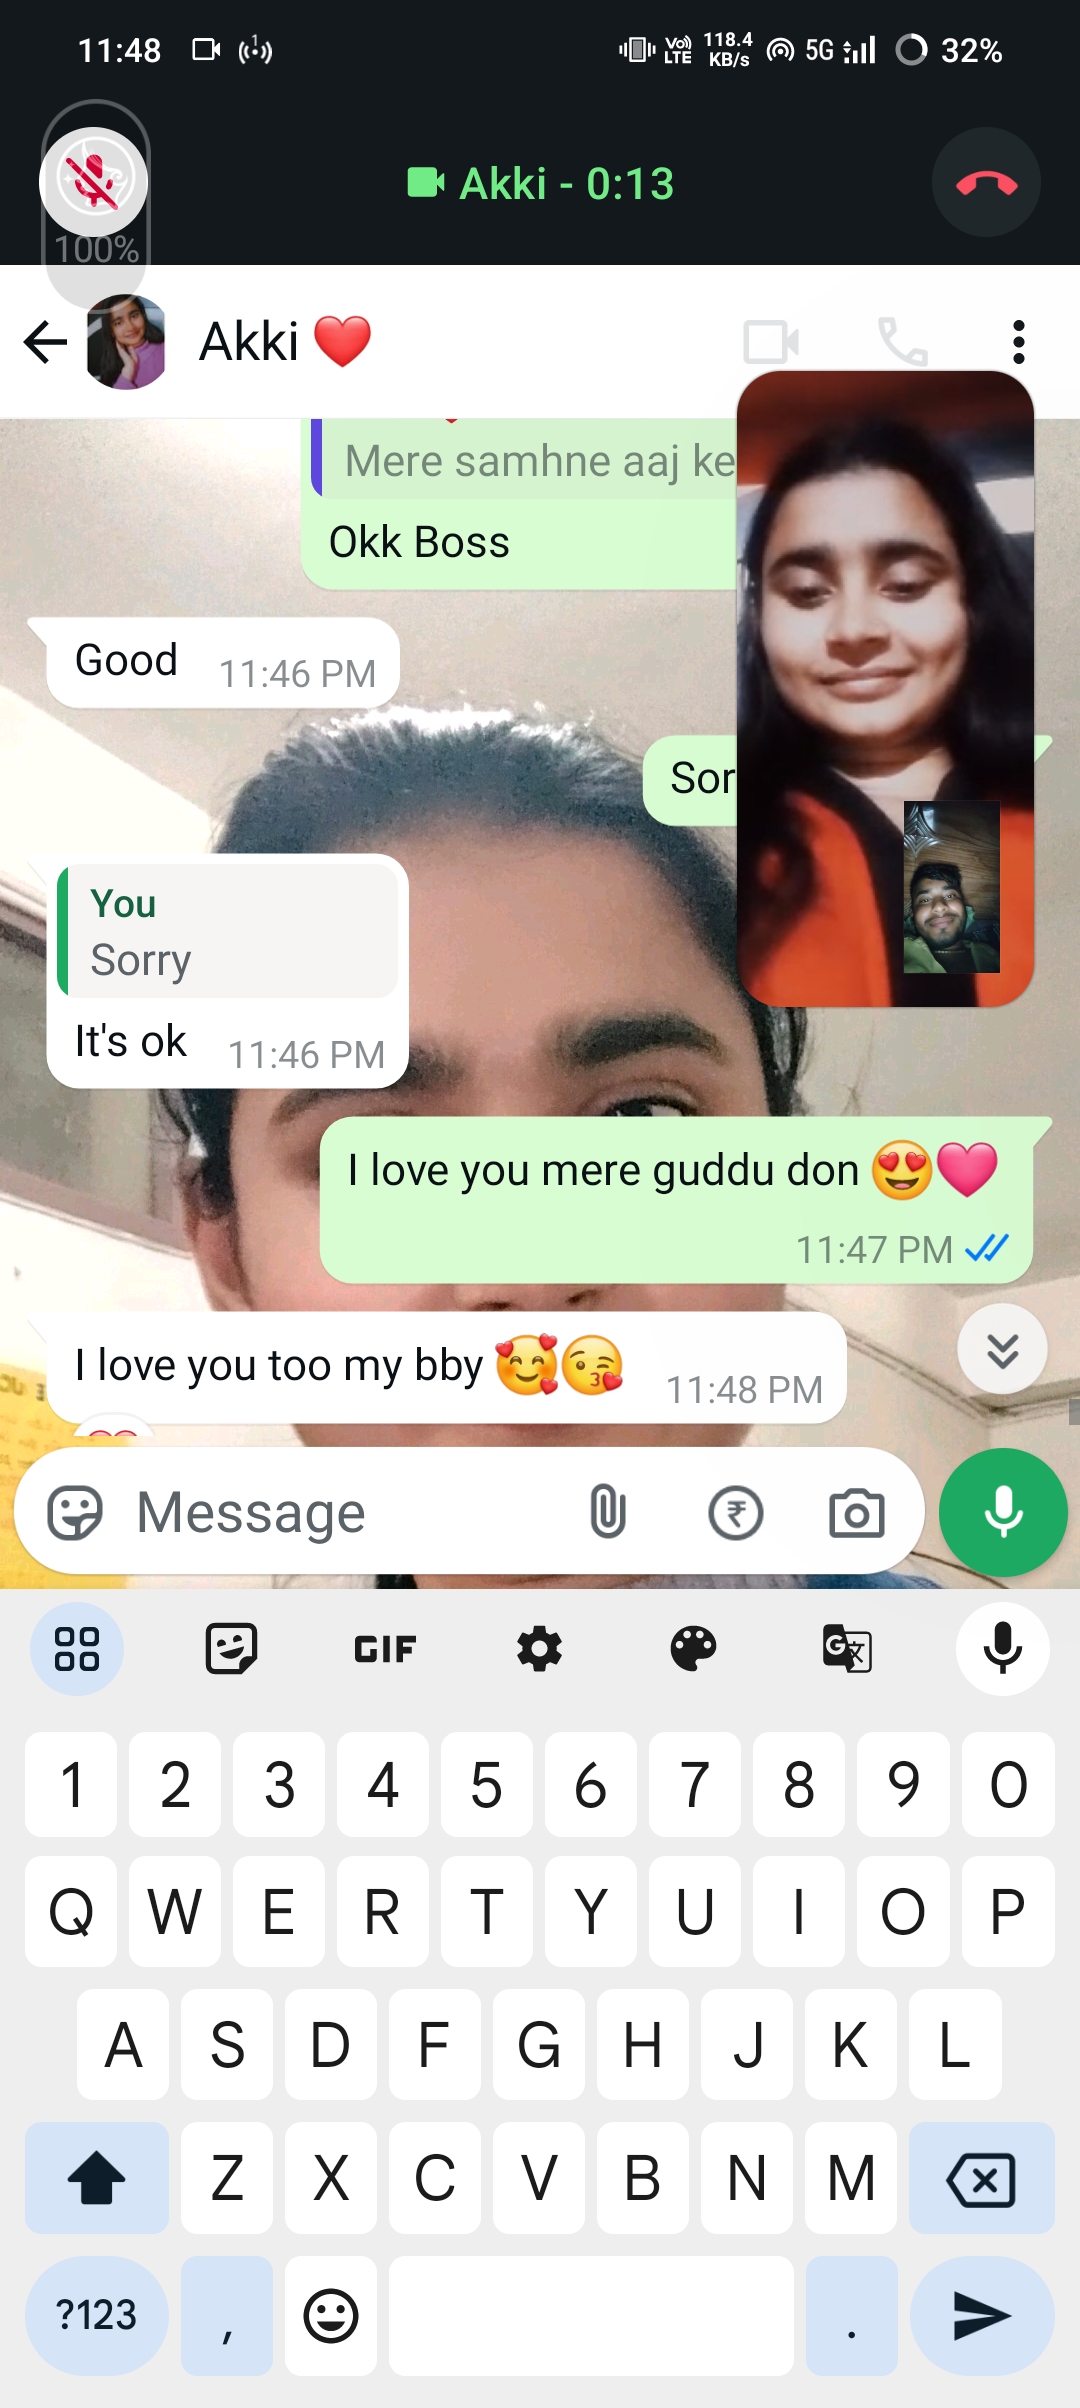 11:48
1
Vo)
LTE
118.4
KB/s
5G
32%
100%
Akki - 0:13
Akki ❤️
Mere samhne aaj ke
Okk Boss
Good 11:46 PM
Sor
You
Sorry
It's ok 11:46 PM
I love you mere guddu don 😍🩷
11:47 PM
I love you too my bby 🥰😘 11:48 PM
Message
₹
GIF
G文
1 2 3 4 5 6 7 8 9 0
Q W E R T Y U I O P
A S D F G H J K L
Z X C V B N M
?123 , .